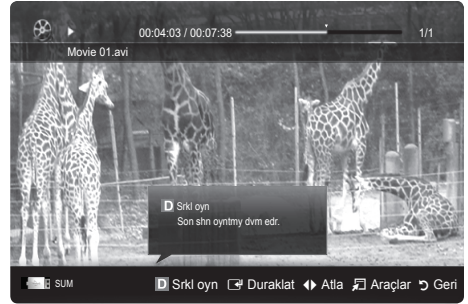 00:04:03 / 00:07:38 1/1
Movie 01.avi
D Srkl oyn
Son shn oyntmy dvm edr.
SUM D Srkl oyn Duraklat Atla Araçlar Geri